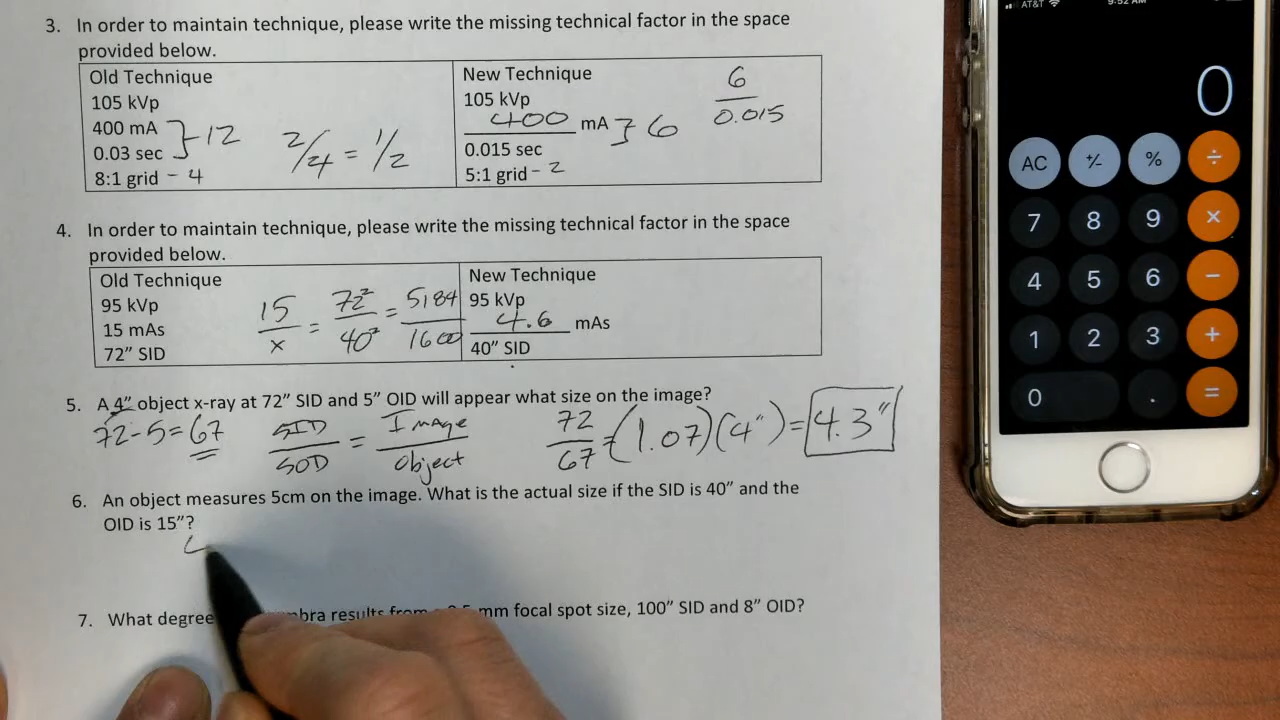 3. In order to maintain technique, please write the missing technical factor in the space
provided below.
Old Technique
105 kVp
400 mA } 12
0.03 sec
8:1 grid - 4
2/4 = 1/2
New Technique
105 kVp
400 mA } 6
0.015 sec
5:1 grid - 2
6
0.015
4. In order to maintain technique, please write the missing technical factor in the space
provided below.
Old Technique
95 kVp
15 mAs
72" SID
15/x = 72²/40² = 5184/1600
New Technique
95 kVp
4.6 mAs
40" SID
5. A 4" object x-ray at 72" SID and 5" OID will appear what size on the image?
72-5=67
SID/SOD = Image/Object
72/67 = (1.07)(4") = 4.3"
6. An object measures 5cm on the image. What is the actual size if the SID is 40" and the
OID is 15"?
7. What degree results from mm focal spot size, 100" SID and 8" OID?
AT&T
9:52 AM
0
AC +/- % ÷
7 8 9 ×
4 5 6 −
1 2 3 +
0 . =